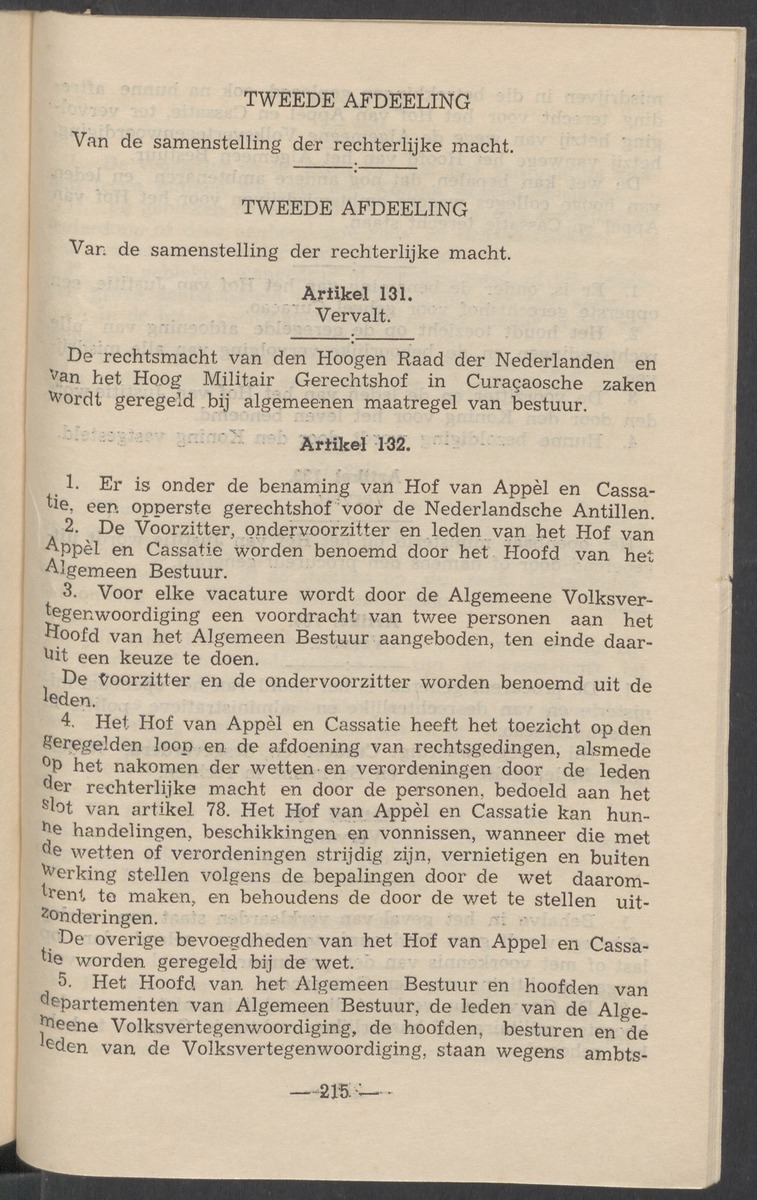 TWEEDE AFDEELING
Van de samenstelling der rechterlijke macht.
TWEEDE AFDEELING
Van de samenstelling der rechterlijke macht.
Artikel 131.
Vervalt.
De rechtsmacht van den Hoogen Raad der Nederlanden en
van het Hoog Militair Gerechtshof in Curaçaosche zaken
wordt geregeld bij algemeenen maatregel van bestuur.
Artikel 132.
1. Er is onder de benaming van Hof van Appèl en Cassa-
tie, een opperste gerechtshof voor de Nederlandsche Antillen.
2. De Voorzitter, ondervoorzitter en leden van het Hof van
Appèl en Cassatie worden benoemd door het Hoofd van het
Algemeen Bestuur.
3. Voor elke vacature wordt door de Algemeene Volksver-
tegenwoordiging een voordracht van twee personen aan het
Hoofd van het Algemeen Bestuur aangeboden, ten einde daar-
uit een keuze te doen.
De voorzitter en de ondervoorzitter worden benoemd uit de
leden.
4. Het Hof van Appèl en Cassatie heeft het toezicht op den
geregelden loop en de afdoening van rechtsgedingen, alsmede
op het nakomen der wetten en verordeningen door de leden
der rechterlijke macht en door de personen, bedoeld aan het
slot van artikel 78. Het Hof van Appèl en Cassatie kan hun-
ne handelingen, beschikkingen en vonnissen, wanneer die met
de wetten of verordeningen strijdig zijn, vernietigen en buiten
werking stellen volgens de bepalingen door de wet daarom-
trent te maken, en behoudens de door de wet te stellen uit-
zonderingen.
De overige bevoegdheden van het Hof van Appel en Cassa-
tie worden geregeld bij de wet.
5. Het Hoofd van het Algemeen Bestuur en hoofden van
departementen van Algemeen Bestuur, de leden van de Alge-
meene Volksvertegenwoordiging, de hoofden, besturen en de
leden van de Volksvertegenwoordiging, staan wegens ambts-
— 215 —